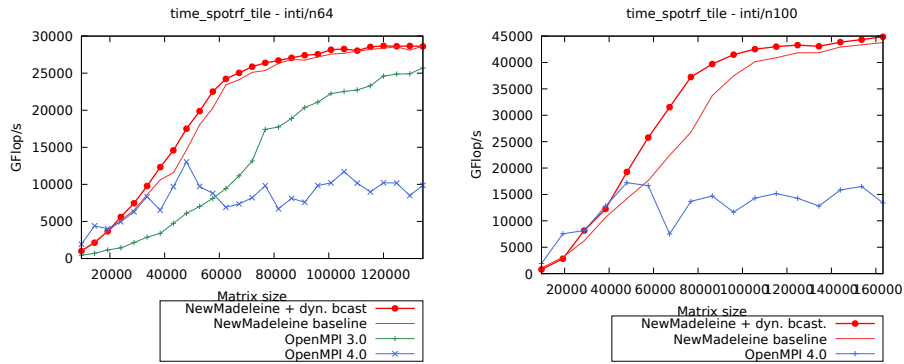 time_spotrf_tile - inti/n64
GFlop/s
30000
25000
20000
15000
10000
5000
0
20000 40000 60000 80000 100000 120000
Matrix size
NewMadeleine + dyn. bcast
NewMadeleine baseline
OpenMPI 3.0
OpenMPI 4.0
time_spotrf_tile - inti/n100
GFlop/s
45000
40000
35000
30000
25000
20000
15000
10000
5000
0
20000 40000 60000 80000 100000 120000 140000 160000
Matrix size
NewMadeleine + dyn. bcast.
NewMadeleine baseline
OpenMPI 4.0